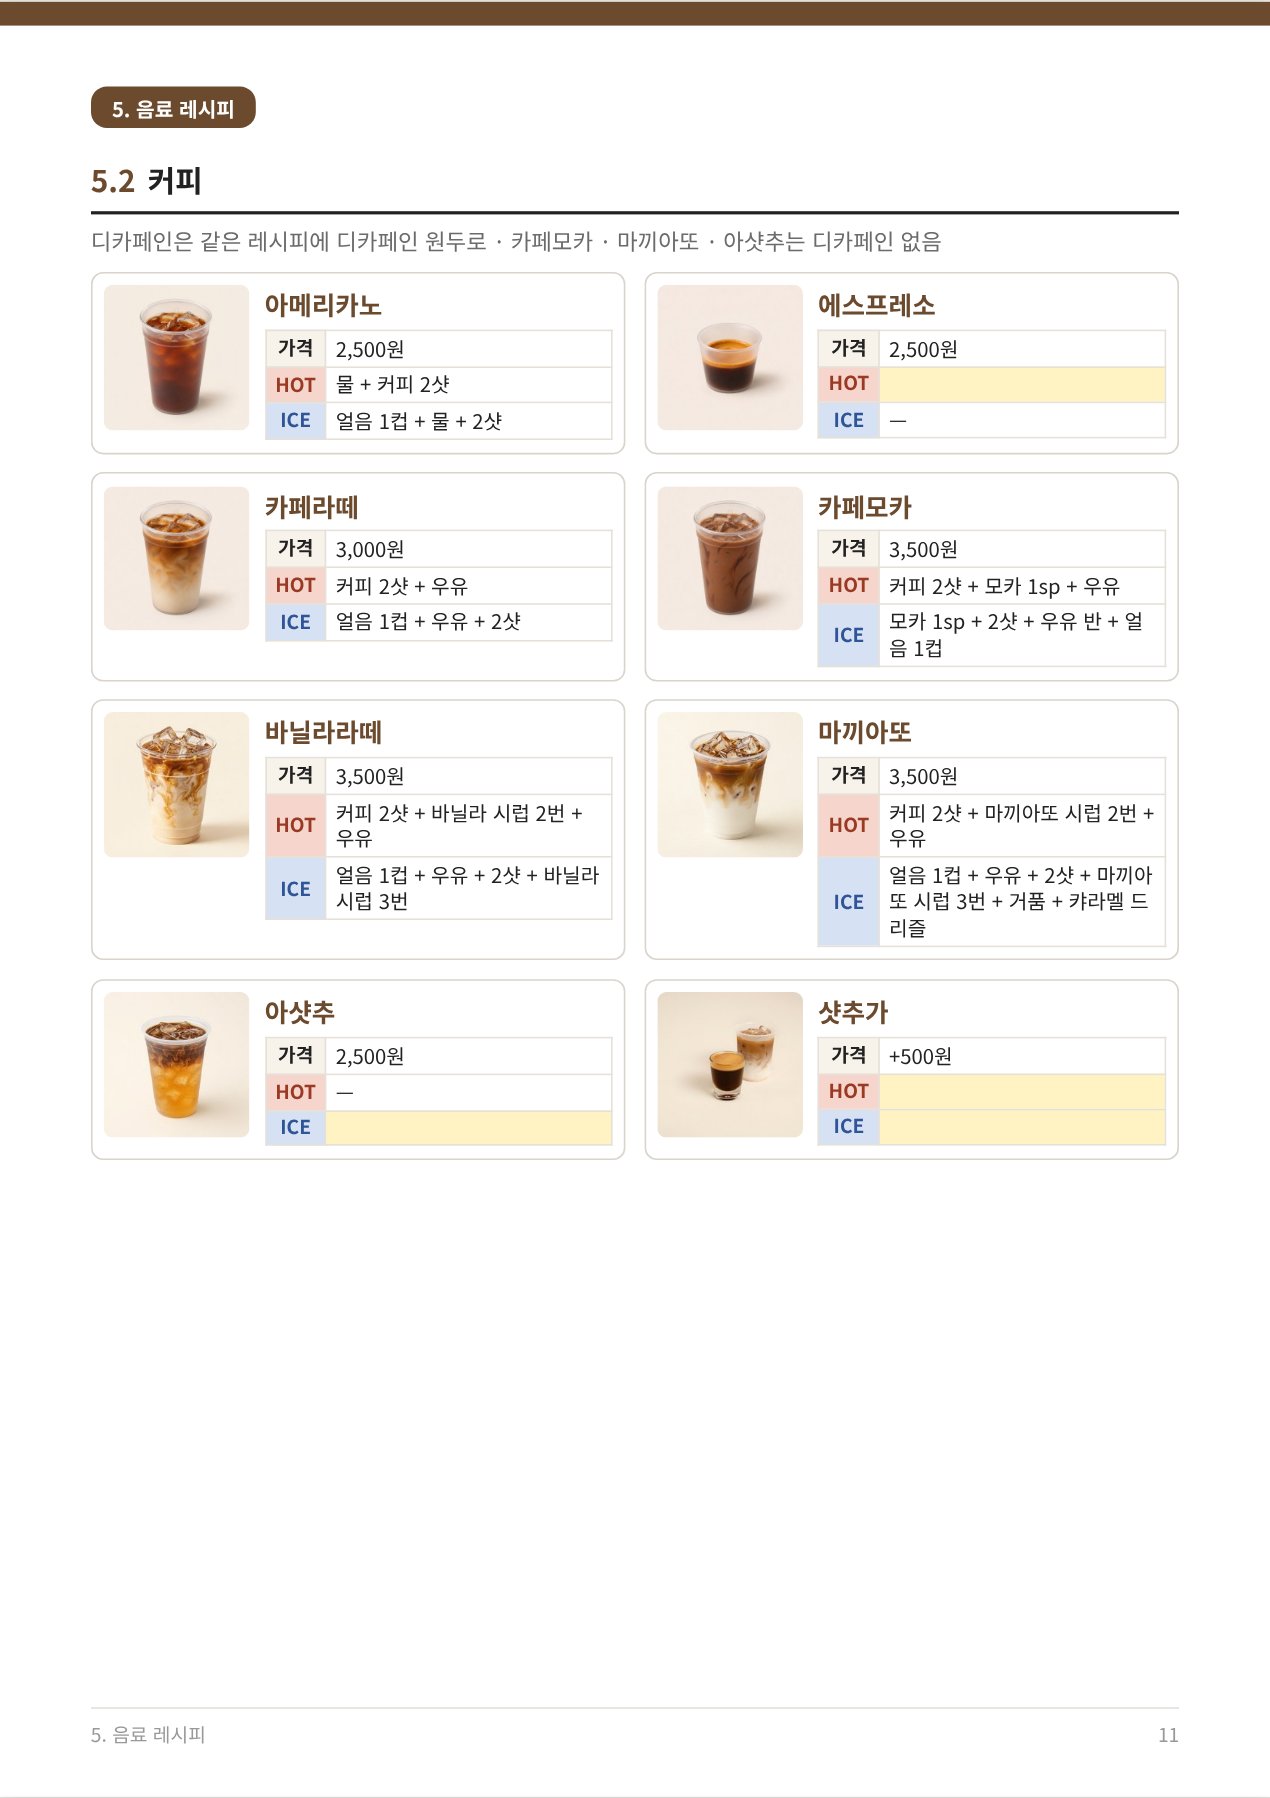 5. 음료 레시피
5.2 커피
디카페인은 같은 레시피에 디카페인 원두로 · 카페모카 · 마끼아또 · 아샷추는 디카페인 없음
아메리카노
가격 2,500원
HOT 물 + 커피 2샷
ICE 얼음 1컵 + 물 + 2샷
에스프레소
가격 2,500원
HOT
ICE —
카페라떼
가격 3,000원
HOT 커피 2샷 + 우유
ICE 얼음 1컵 + 우유 + 2샷
카페모카
가격 3,500원
HOT 커피 2샷 + 모카 1sp + 우유
ICE 모카 1sp + 2샷 + 우유 반 + 얼
음 1컵
바닐라라떼
가격 3,500원
HOT 커피 2샷 + 바닐라 시럽 2번 +
우유
ICE 얼음 1컵 + 우유 + 2샷 + 바닐라
시럽 3번
마끼아또
가격 3,500원
HOT 커피 2샷 + 마끼아또 시럽 2번 +
우유
ICE 얼음 1컵 + 우유 + 2샷 + 마끼아
또 시럽 3번 + 거품 + 캬라멜 드
리즐
아샷추
가격 2,500원
HOT —
ICE
샷추가
가격 +500원
HOT
ICE
5. 음료 레시피
11